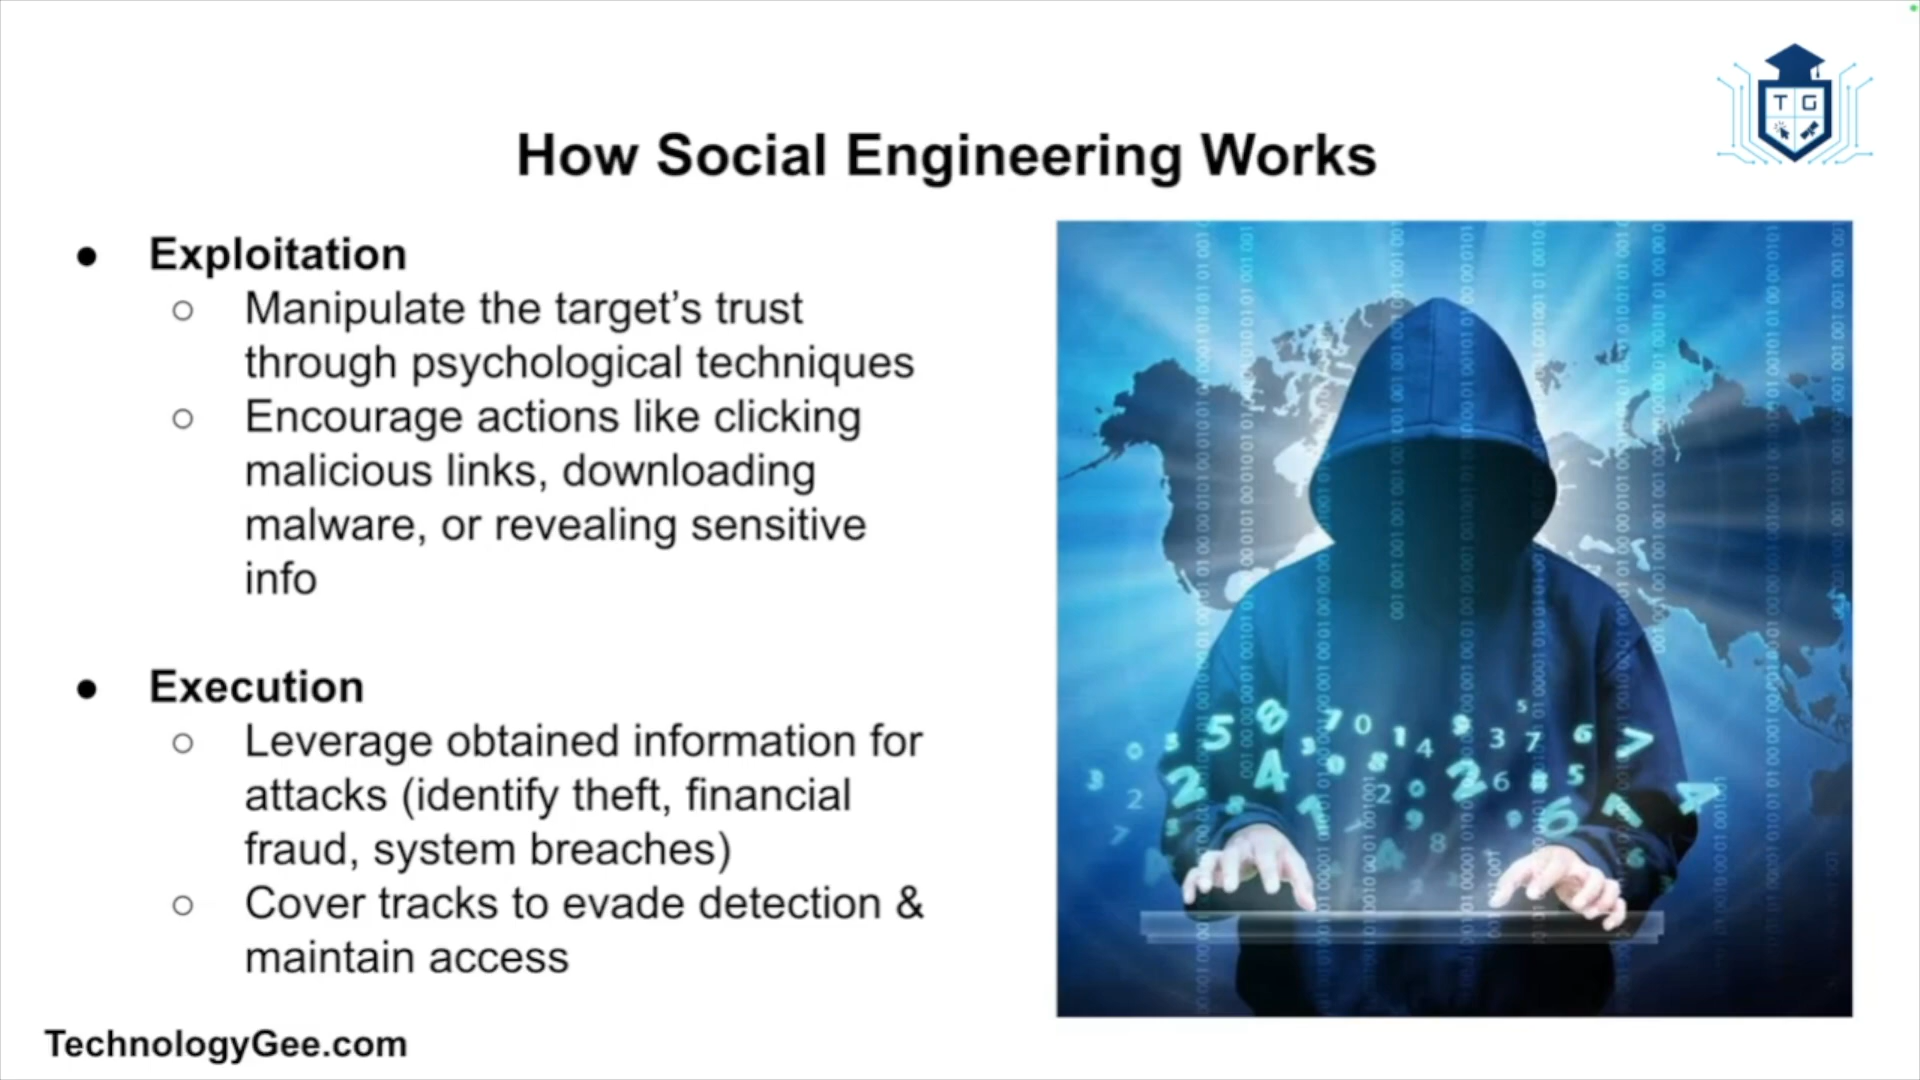 T G
How Social Engineering Works
● Exploitation
○ Manipulate the target’s trust
through psychological techniques
○ Encourage actions like clicking
malicious links, downloading
malware, or revealing sensitive
info
● Execution
○ Leverage obtained information for
attacks (identify theft, financial
fraud, system breaches)
○ Cover tracks to evade detection &
maintain access
TechnologyGee.com